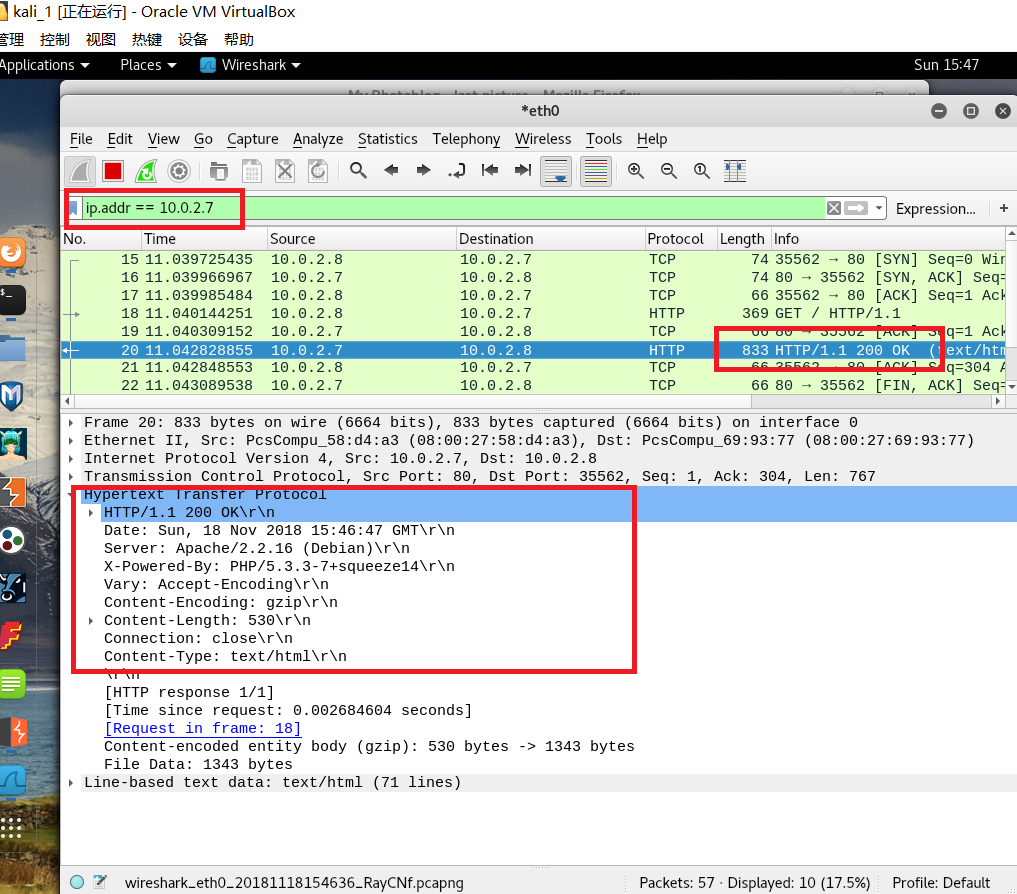 kali_1 [正在运行] - Oracle VM VirtualBox
管理 控制 视图 热键 设备 帮助
Applications Places Wireshark Sun 15:47
My Photoblog - last picture - Mozilla Firefox
*eth0
File Edit View Go Capture Analyze Statistics Telephony Wireless Tools Help
ip.addr == 10.0.2.7 Expression... +
No. Time Source Destination Protocol Length Info
15 11.039725435 10.0.2.8 10.0.2.7 TCP 74 35562 → 80 [SYN] Seq=0 Win
16 11.039966967 10.0.2.7 10.0.2.8 TCP 74 80 → 35562 [SYN, ACK] Seq=
17 11.039985484 10.0.2.8 10.0.2.7 TCP 66 35562 → 80 [ACK] Seq=1 Ack
18 11.040144251 10.0.2.8 10.0.2.7 HTTP 369 GET / HTTP/1.1
19 11.040309152 10.0.2.7 10.0.2.8 TCP 66 80 → 35562 [ACK] Seq=1 Ack
20 11.042828855 10.0.2.7 10.0.2.8 HTTP 833 HTTP/1.1 200 OK (text/htm
21 11.042848553 10.0.2.8 10.0.2.7 TCP 66 35562 → 80 [ACK] Seq=304 A
22 11.043089538 10.0.2.7 10.0.2.8 TCP 66 80 → 35562 [FIN, ACK] Seq=
Frame 20: 833 bytes on wire (6664 bits), 833 bytes captured (6664 bits) on interface 0
Ethernet II, Src: PcsCompu_58:d4:a3 (08:00:27:58:d4:a3), Dst: PcsCompu_69:93:77 (08:00:27:69:93:77)
Internet Protocol Version 4, Src: 10.0.2.7, Dst: 10.0.2.8
Transmission Control Protocol, Src Port: 80, Dst Port: 35562, Seq: 1, Ack: 304, Len: 767
Hypertext Transfer Protocol
HTTP/1.1 200 OK\r\n
Date: Sun, 18 Nov 2018 15:46:47 GMT\r\n
Server: Apache/2.2.16 (Debian)\r\n
X-Powered-By: PHP/5.3.3-7+squeeze14\r\n
Vary: Accept-Encoding\r\n
Content-Encoding: gzip\r\n
Content-Length: 530\r\n
Connection: close\r\n
Content-Type: text/html\r\n
\r\n
[HTTP response 1/1]
[Time since request: 0.002684604 seconds]
[Request in frame: 18]
Content-encoded entity body (gzip): 530 bytes -> 1343 bytes
File Data: 1343 bytes
Line-based text data: text/html (71 lines)
wireshark_eth0_20181118154636_RayCNf.pcapng Packets: 57 · Displayed: 10 (17.5%) Profile: Default